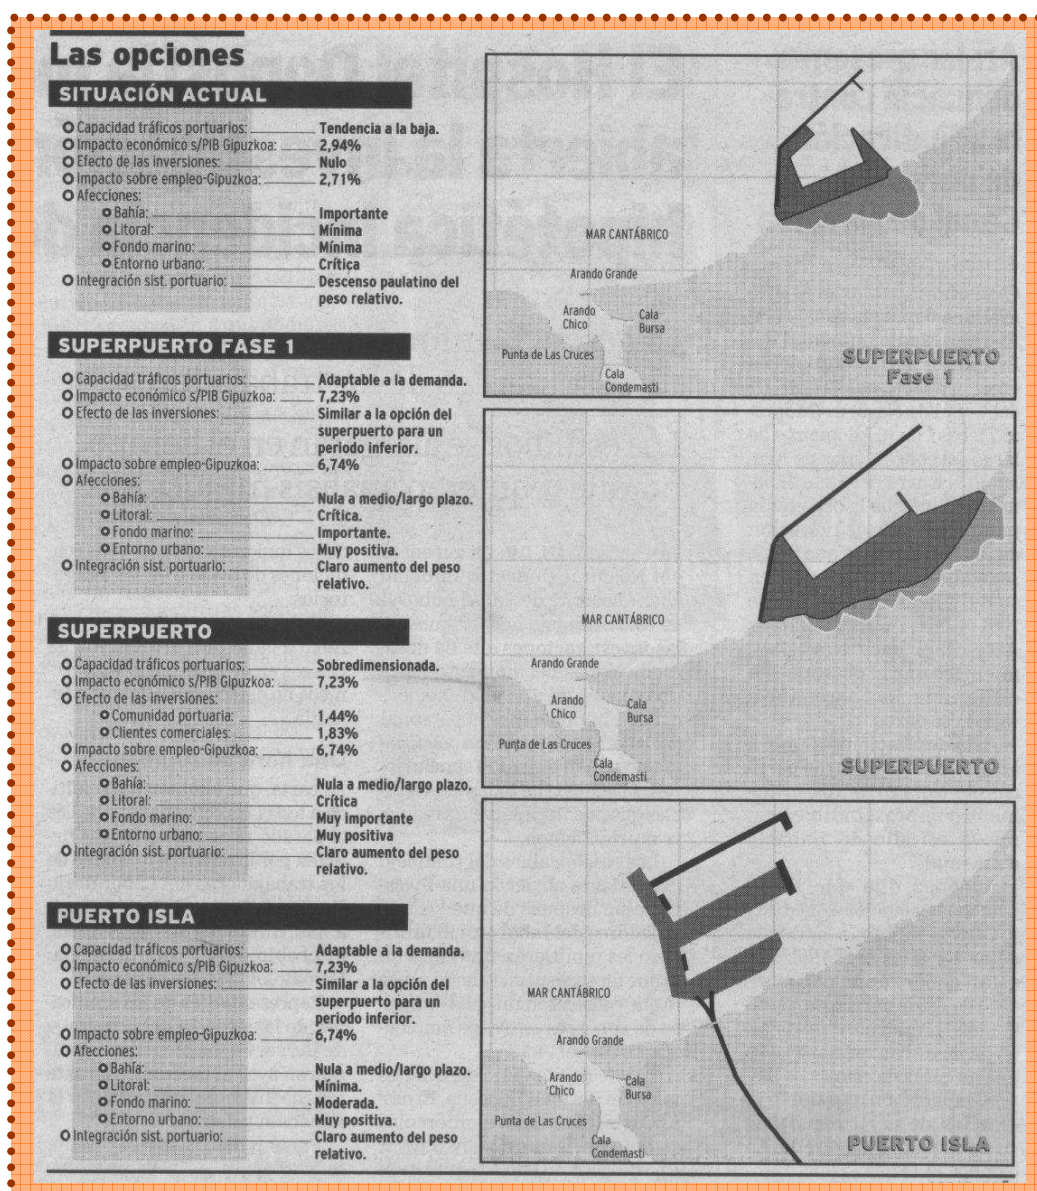 Las opciones
SITUACIÓN ACTUAL
Capacidad tráficos portuarios: Tendencia a la baja.
Impacto económico s/PIB Gipuzkoa: 2,94%
Efecto de las inversiones: Nulo
Impacto sobre empleo-Gipuzkoa: 2,71%
Afecciones:
Bahía: Importante
Litoral: Mínima
Fondo marino: Mínima
Entorno urbano: Crítica
Integración sist. portuario: Descenso paulatino del
peso relativo.
SUPERPUERTO FASE 1
Capacidad tráficos portuarios: Adaptable a la demanda.
Impacto económico s/PIB Gipuzkoa: 7,23%
Efecto de las inversiones: Similar a la opción del
superpuerto para un
periodo inferior.
Impacto sobre empleo-Gipuzkoa: 6,74%
Afecciones:
Bahía: Nula a medio/largo plazo.
Litoral: Crítica.
Fondo marino: Importante.
Entorno urbano: Muy positiva.
Integración sist. portuario: Claro aumento del peso
relativo.
SUPERPUERTO
Capacidad tráficos portuarios: Sobredimensionada.
Impacto económico s/PIB Gipuzkoa: 7,23%
Efecto de las inversiones:
Comunidad portuaria: 1,44%
Clientes comerciales: 1,83%
Impacto sobre empleo-Gipuzkoa: 6,74%
Afecciones:
Bahía: Nula a medio/largo plazo.
Litoral: Crítica
Fondo marino: Muy importante
Entorno urbano: Muy positiva
Integración sist. portuario: Claro aumento del peso
relativo.
PUERTO ISLA
Capacidad tráficos portuarios: Adaptable a la demanda.
Impacto económico s/PIB Gipuzkoa: 7,23%
Efecto de las inversiones: Similar a la opción del
superpuerto para un
periodo inferior.
Impacto sobre empleo-Gipuzkoa: 6,74%
Afecciones:
Bahía: Nula a medio/largo plazo.
Litoral: Mínima.
Fondo marino: Moderada.
Entorno urbano: Muy positiva.
Integración sist. portuario: Claro aumento del peso
relativo.
MAR CANTÁBRICO
Arando Grande
Arando
Chico
Cala
Bursa
Punta de Las Cruces
Cala
Condemasti
SUPERPUERTO
Fase 1
MAR CANTÁBRICO
Arando Grande
Arando
Chico
Cala
Bursa
Punta de Las Cruces
Cala
Condemasti
SUPERPUERTO
MAR CANTÁBRICO
Arando Grande
Arando
Chico
Cala
Bursa
Punta de Las Cruces
Cala
Condemasti
PUERTO ISLA